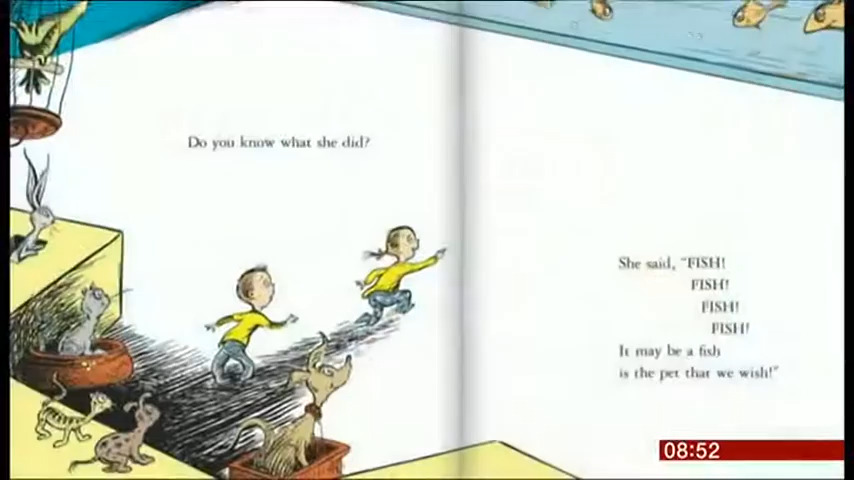 Do you know what she did?
She said, "FISH!
FISH!
FISH!
FISH!
It may be a fish
is the pet that we wish!"
08:52